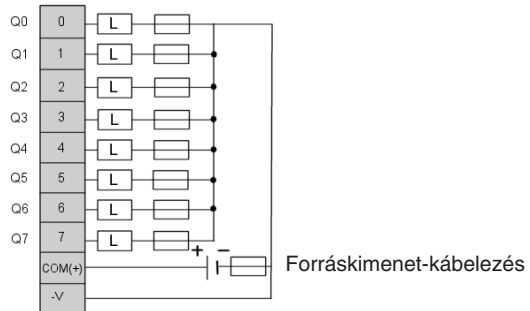 Q0 0 L
Q1 1 L
Q2 2 L
Q3 3 L
Q4 4 L
Q5 5 L
Q6 6 L
Q7 7 L
COM(+) + − Forráskimenet-kábelezés
-V